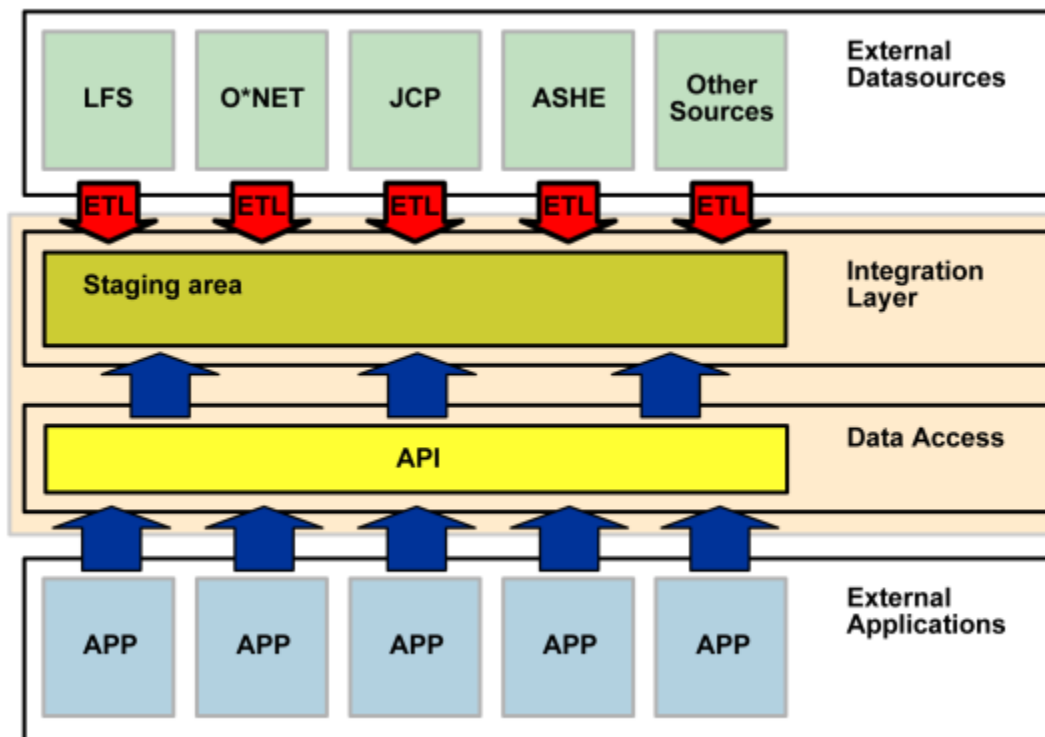 LFS
O*NET
JCP
ASHE
Other
Sources
External
Datasources
ETL
ETL
ETL
ETL
ETL
Staging area
Integration
Layer
API
Data Access
APP
APP
APP
APP
APP
External
Applications